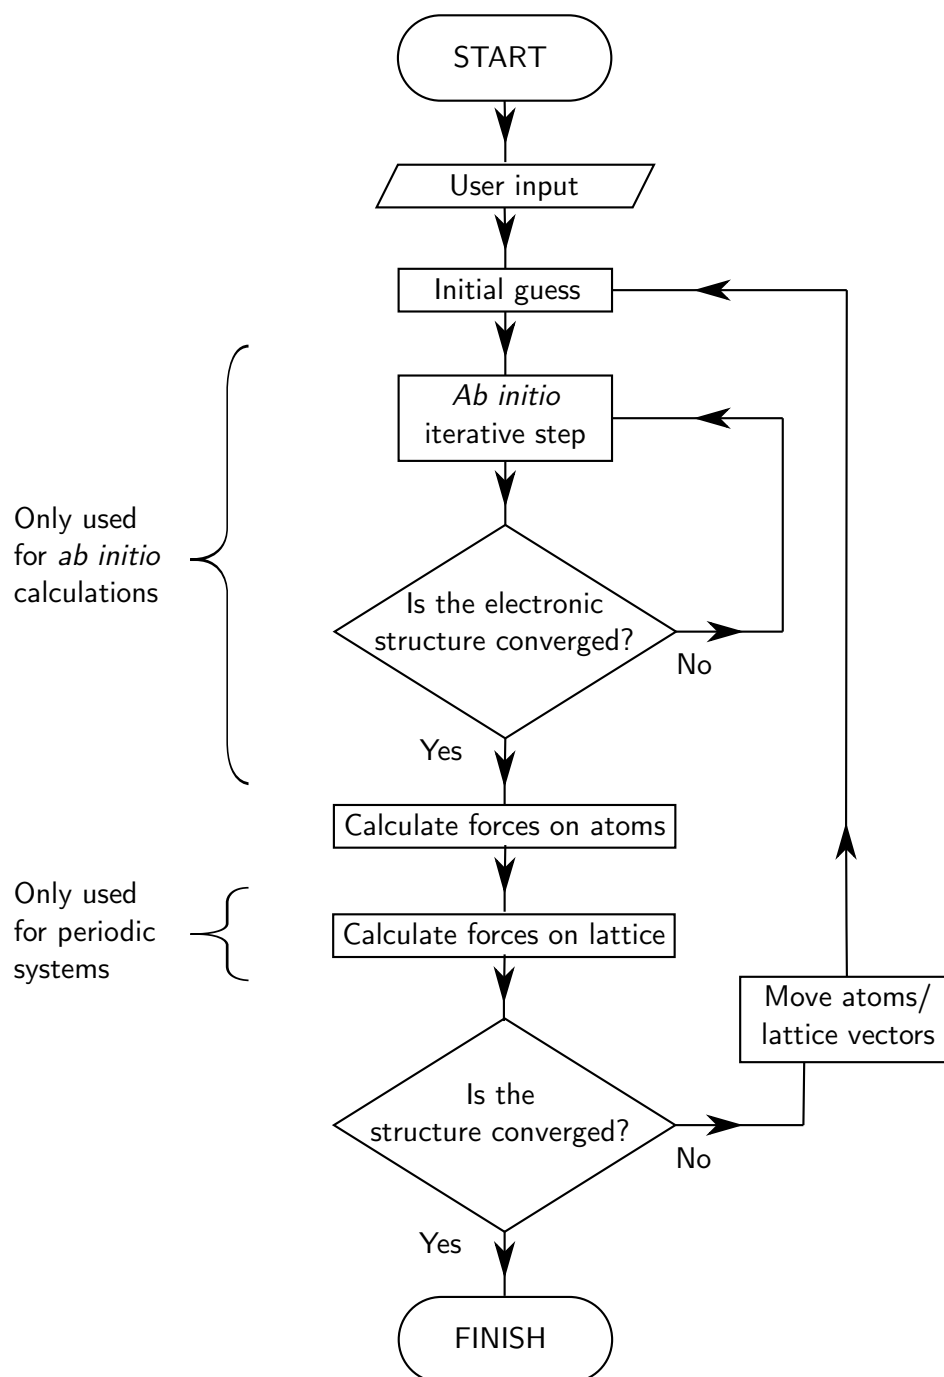 START
User input
Initial guess
Ab initio
iterative step
Only used
for ab initio
calculations
Is the electronic
structure converged?
No
Yes
Calculate forces on atoms
Only used
for periodic
systems
Calculate forces on lattice
Move atoms/
lattice vectors
Is the
structure converged?
No
Yes
FINISH